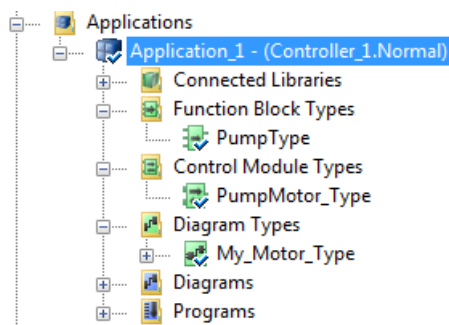 Applications
Application_1 - (Controller_1.Normal)
Connected Libraries
Function Block Types
PumpType
Control Module Types
PumpMotor_Type
Diagram Types
My_Motor_Type
Diagrams
Programs